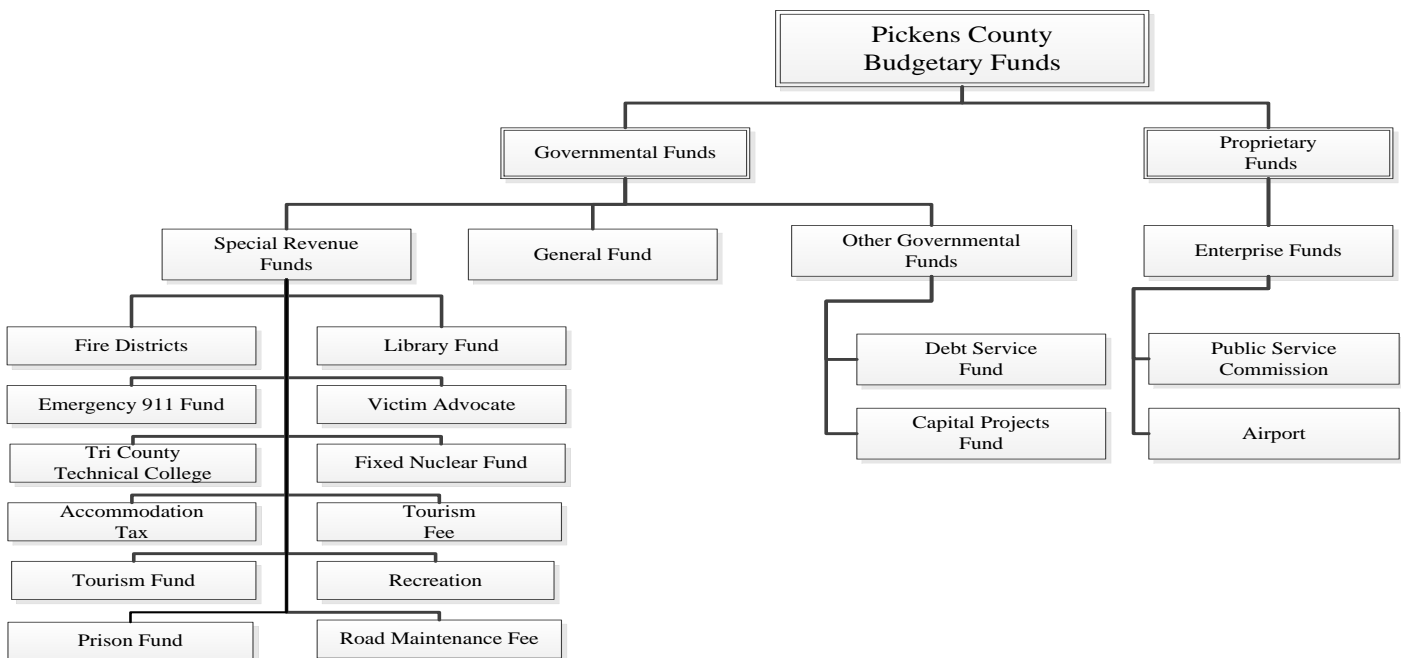 Pickens County
Budgetary Funds
Governmental Funds
Proprietary
Funds
Special Revenue
Funds
General Fund
Other Governmental
Funds
Enterprise Funds
Fire Districts
Library Fund
Debt Service
Fund
Public Service
Commission
Emergency 911 Fund
Victim Advocate
Capital Projects
Fund
Airport
Tri County
Technical College
Fixed Nuclear Fund
Accommodation
Tax
Tourism
Fee
Tourism Fund
Recreation
Prison Fund
Road Maintenance Fee